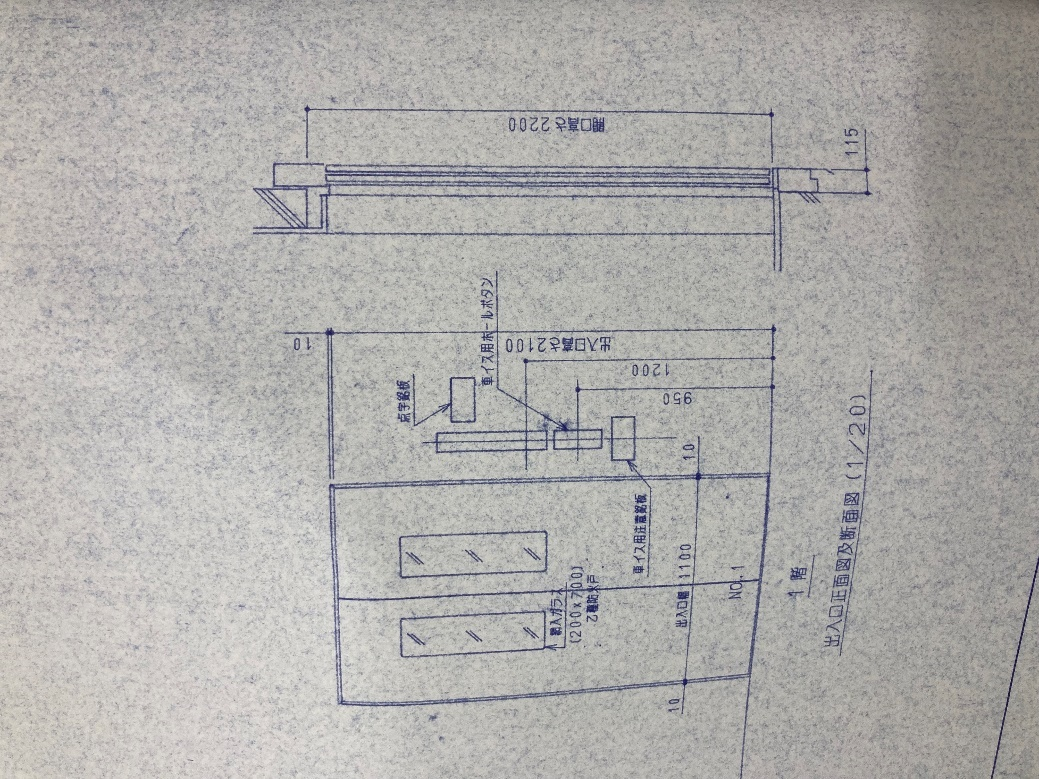 開口高さ2200
115
10
出入口高さ2100
1200
950
点字銘板
車イス用ホールボタン
車イス用注意銘板
網入ガラス
(200x700)
乙種防火戸
10
出入口幅 1100
10
NO.1
1階
出入口正面図及断面図(1/20)